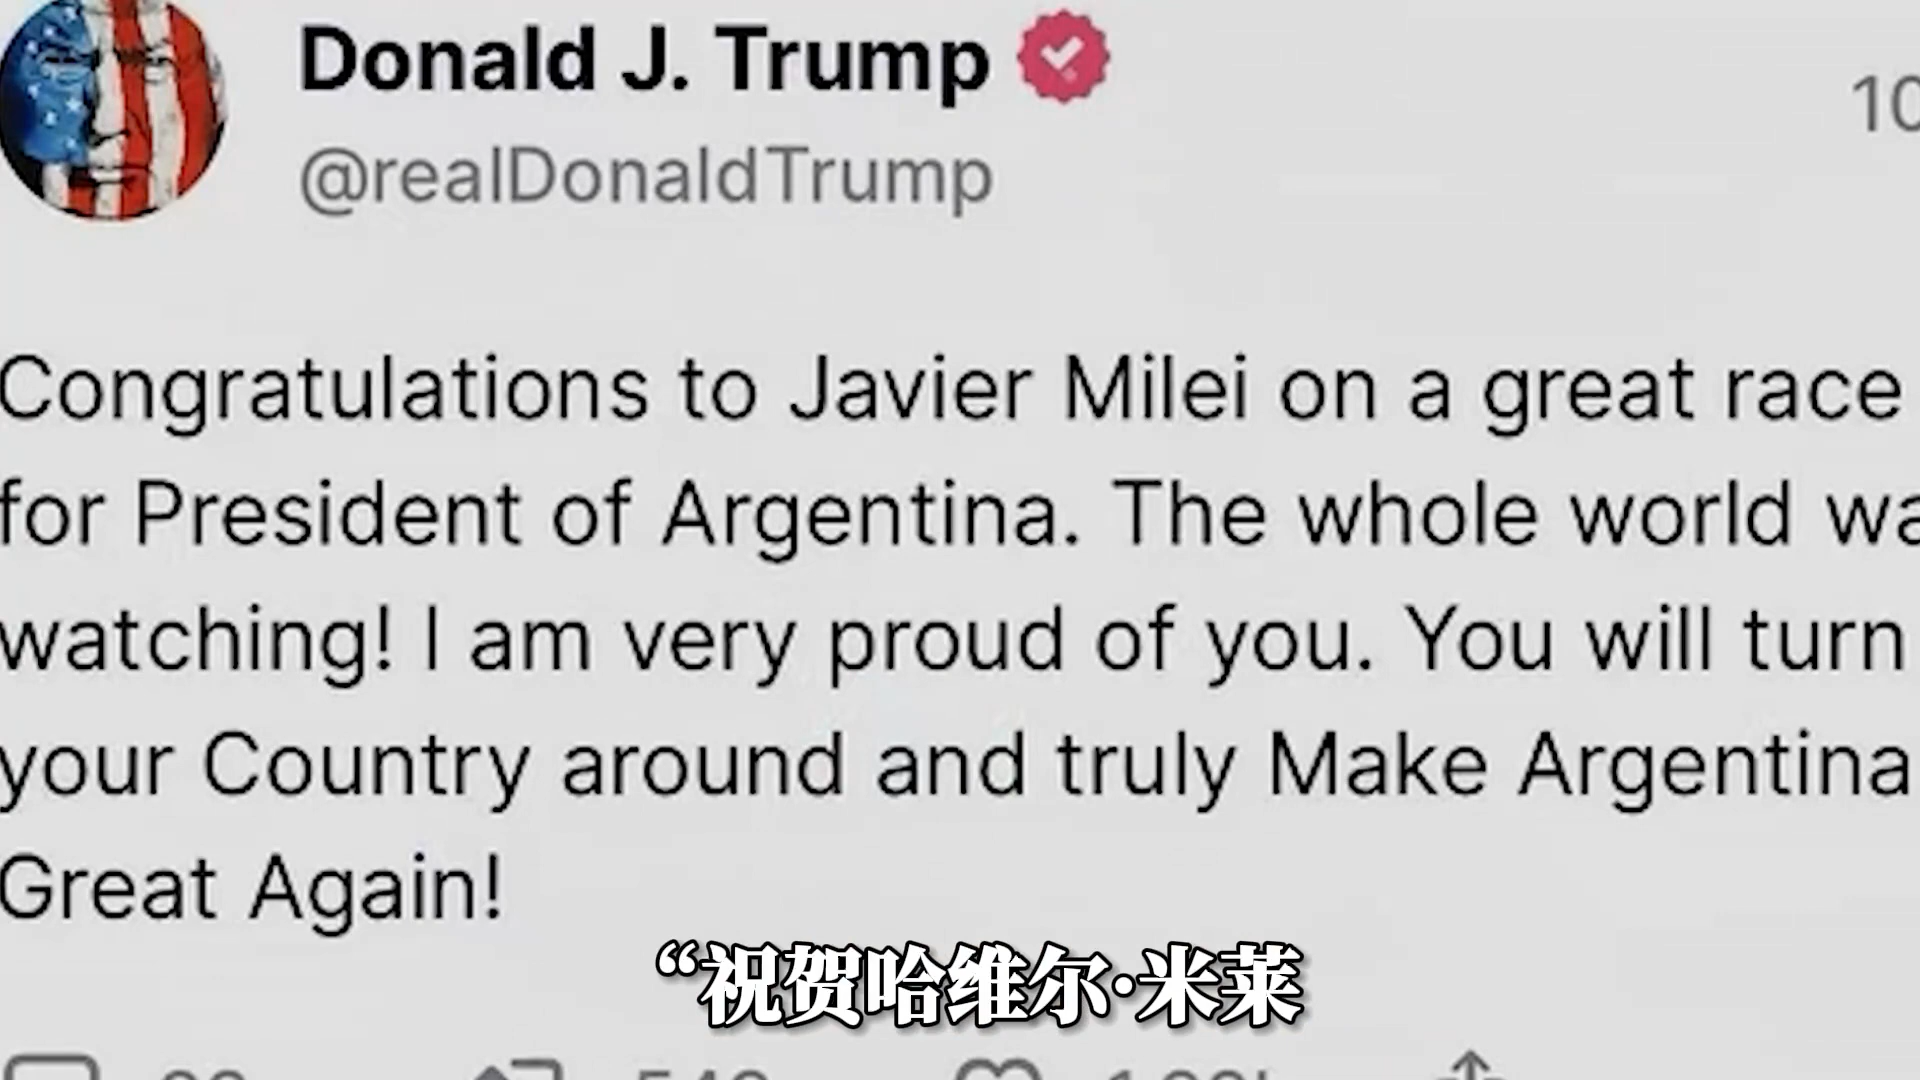 Donald J. Trump
@realDonaldTrump
10
Congratulations to Javier Milei on a great race
for President of Argentina. The whole world wa
watching! I am very proud of you. You will turn
your Country around and truly Make Argentina
Great Again!
“祝贺哈维尔·米莱